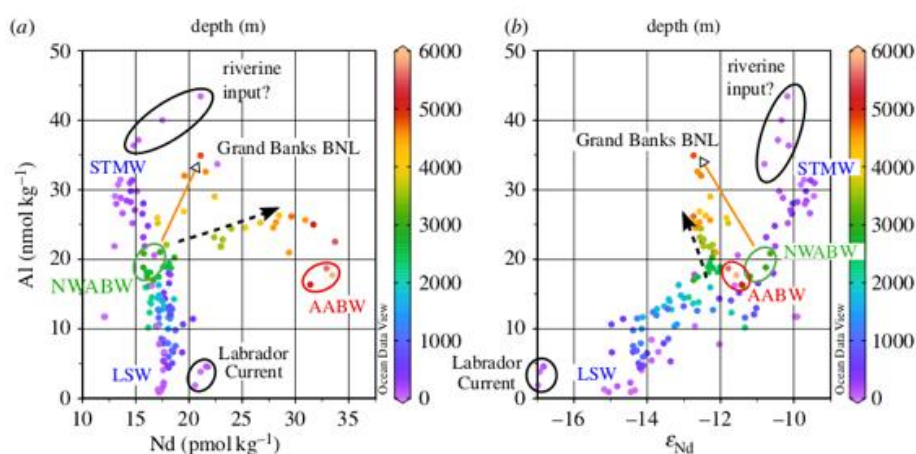 (a) depth (m)
50
40
30
20
10
0
Al (nmol kg⁻¹)
riverine
input?
Grand Banks BNL
STMW
NWABW
AABW
Labrador
Current
LSW
10 15 20 25 30 35
Nd (pmol kg⁻¹)
Ocean Data View
6000
5000
4000
3000
2000
1000
0
(b) depth (m)
50
40
30
20
10
0
riverine
input?
Grand Banks BNL
STMW
NWABW
AABW
Labrador
Current
LSW
−16 −14 −12 −10
εNd
Ocean Data View
6000
5000
4000
3000
2000
1000
0